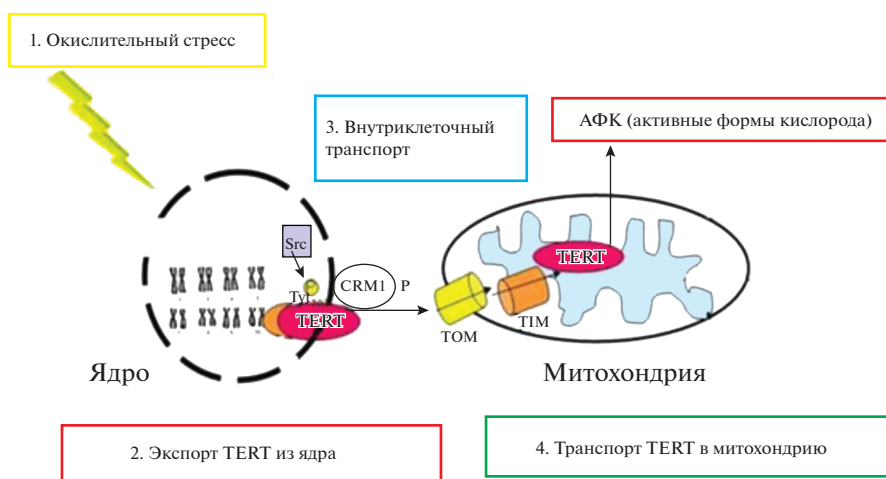 1. Окислительный стресс
3. Внутриклеточный
транспорт
АФК (активные формы кислорода)
Src
Tyr
CRM1
P
TERT
TERT
TOM
TIM
Ядро
Митохондрия
2. Экспорт TERT из ядра
4. Транспорт TERT в митохондрию